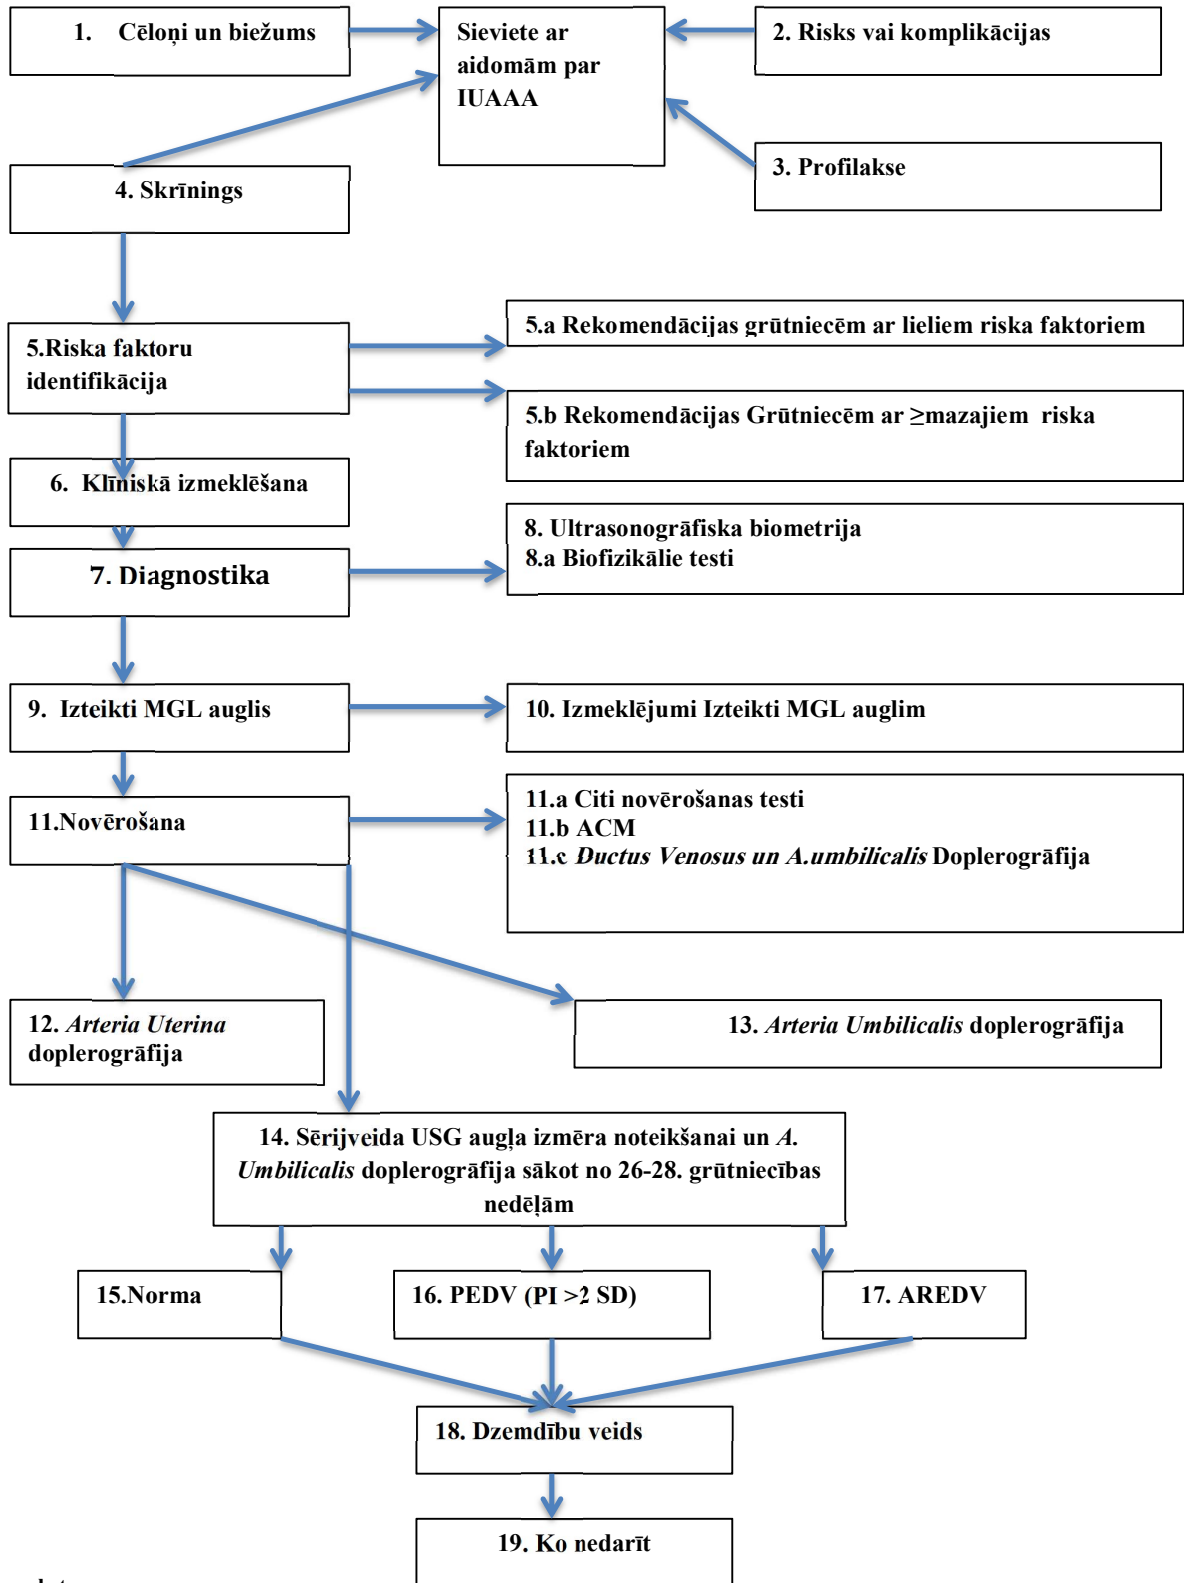 1. Cēloņi un biežums
Sieviete ar
aidomām par
IUAAA
2. Risks vai komplikācijas
3. Profilakse
4. Skrīnings
5.Riska faktoru
identifikācija
5.a Rekomendācijas grūtniecēm ar lieliem riska faktoriem
5.b Rekomendācijas Grūtniecēm ar ≥mazajiem riska
faktoriem
6. Klīniskā izmeklēšana
7. Diagnostika
8. Ultrasonogrāfiska biometrija
8.a Biofizikālie testi
9. Izteikti MGL auglis
10. Izmeklējumi Izteikti MGL auglim
11.Novērošana
11.a Citi novērošanas testi
11.b ACM
11.c Ductus Venosus un A.umbilicalis Doplerogrāfija
12. Arteria Uterina
doplerogrāfija
13. Arteria Umbilicalis doplerogrāfija
14. Sērijveida USG augļa izmēra noteikšanai un A.
Umbilicalis doplerogrāfija sākot no 26-28. grūtniecības
nedēļām
15.Norma
16. PEDV (PI >2 SD)
17. AREDV
18. Dzemdību veids
19. Ko nedarīt